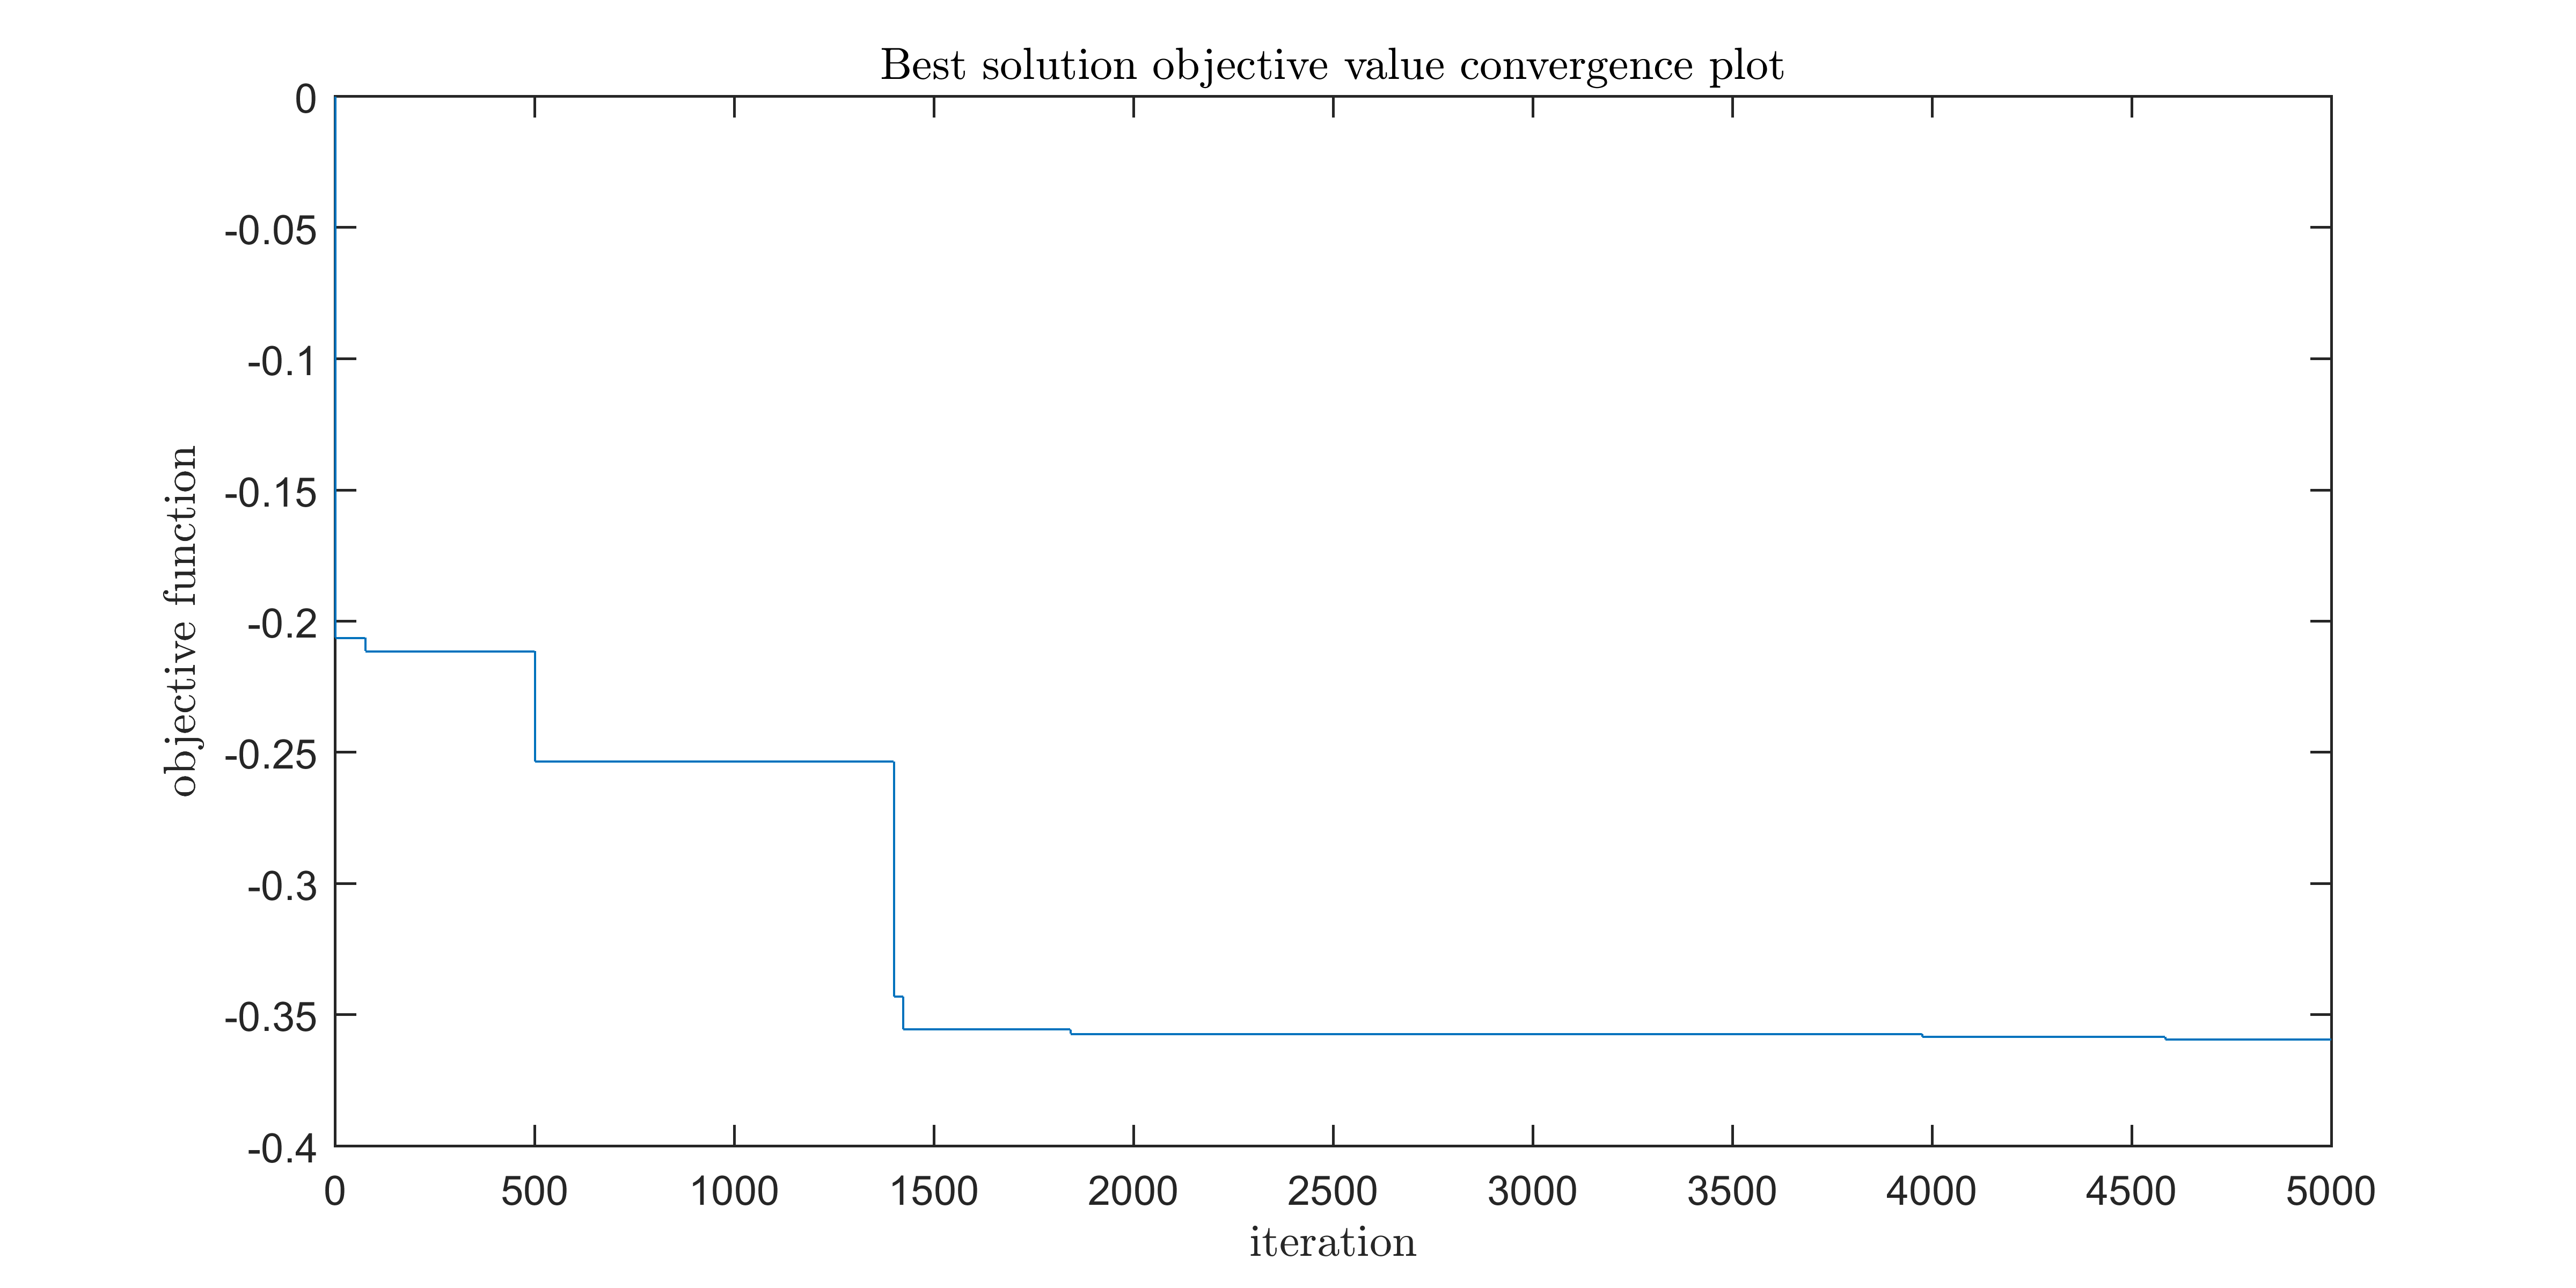 Best solution objective value convergence plot
0
-0.05
-0.1
-0.15
-0.2
-0.25
-0.3
-0.35
-0.4
objective function
0 500 1000 1500 2000 2500 3000 3500 4000 4500 5000
iteration